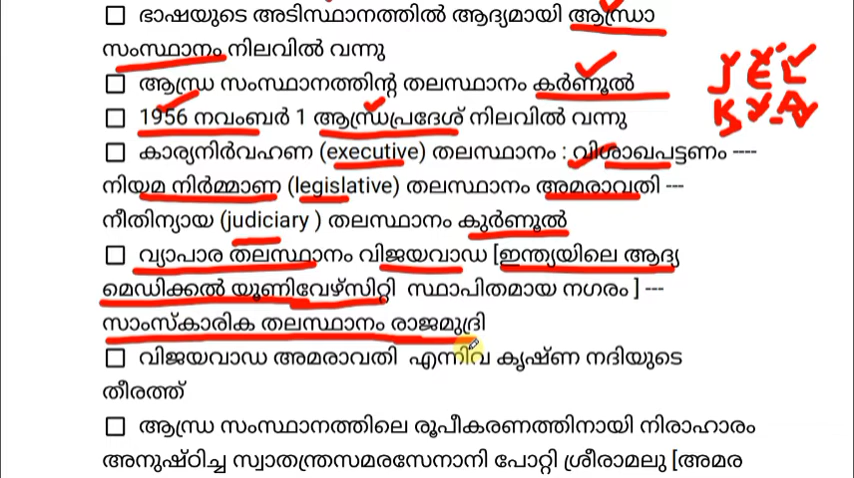 ☐ ഭാഷയുടെ അടിസ്ഥാനത്തിൽ ആദ്യമായി ആന്ധ്രാ
സംസ്ഥാനം നിലവിൽ വന്നു
☐ ആന്ധ്ര സംസ്ഥാനത്തിന്റ തലസ്ഥാനം കർണൂൽ
☐ 1956 നവംബർ 1 ആന്ധ്രപ്രദേശ് നിലവിൽ വന്നു
☐ കാര്യനിർവഹണ (executive) തലസ്ഥാനം : വിശാഖപട്ടണം ----
നിയമ നിർമ്മാണ (legislative) തലസ്ഥാനം അമരാവതി ---
നീതിന്യായ (judiciary ) തലസ്ഥാനം കുർണൂൽ
☐ വ്യാപാര തലസ്ഥാനം വിജയവാഡ [ഇന്ത്യയിലെ ആദ്യ
മെഡിക്കൽ യൂണിവേഴ്സിറ്റി സ്ഥാപിതമായ നഗരം ] ---
സാംസ്കാരിക തലസ്ഥാനം രാജമുദ്രി
☐ വിജയവാഡ അമരാവതി എന്നിവ കൃഷ്ണ നദിയുടെ
തീരത്ത്
☐ ആന്ധ്ര സംസ്ഥാനത്തിലെ രൂപീകരണത്തിനായി നിരാഹാരം
അനുഷ്ഠിച്ച സ്വാതന്ത്രസമരസേനാനി പോറ്റി ശ്രീരാമലു [അമര
J E L
K V A